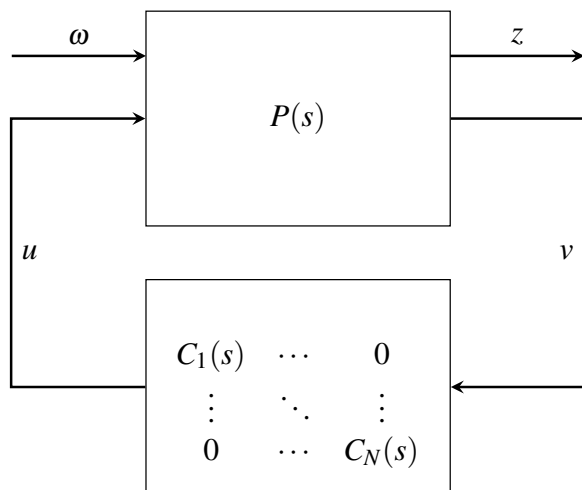 ω z
P(s)
u v
C₁(s) ⋯ 0
⋮ ⋱ ⋮
0 ⋯ C_N(s)